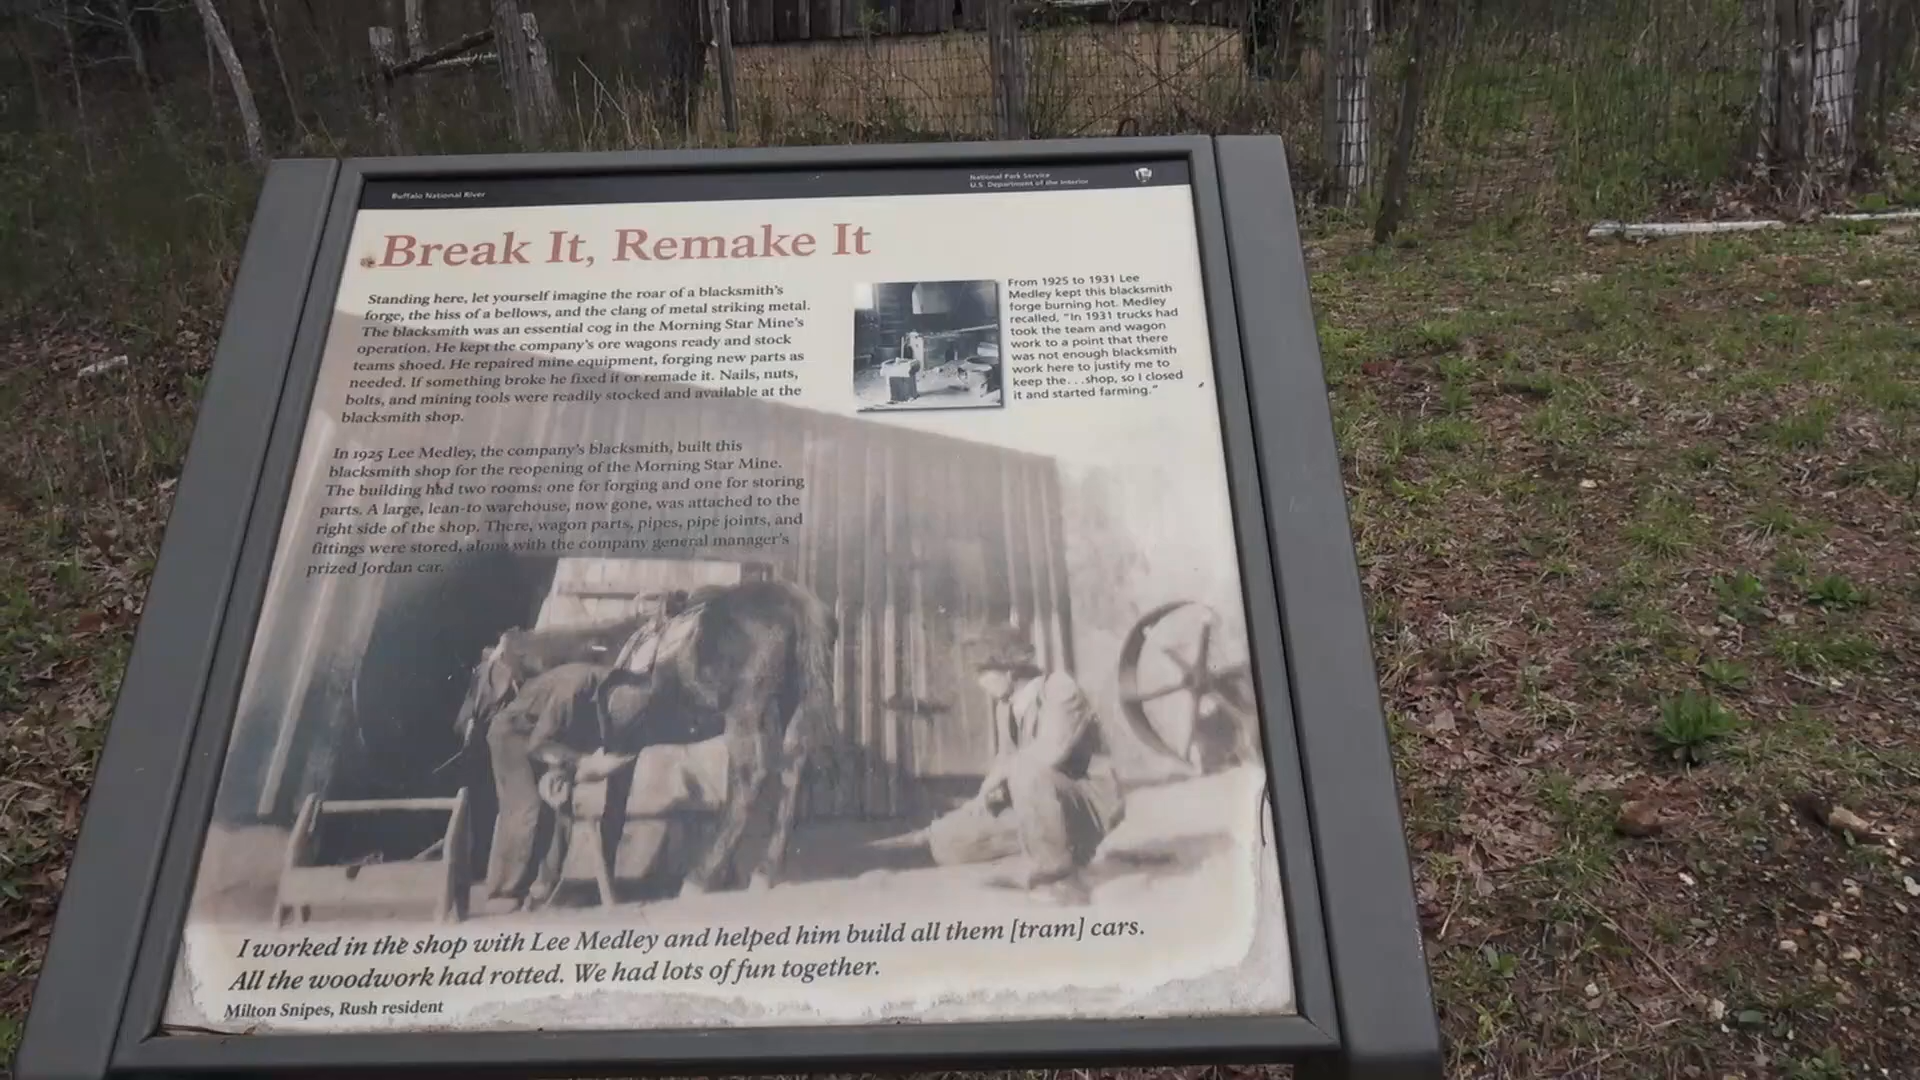 Buffalo National River
National Park Service
U.S. Department of the Interior
Break It, Remake It
Standing here, let yourself imagine the roar of a blacksmith's
forge, the hiss of a bellows, and the clang of metal striking metal.
The blacksmith was an essential cog in the Morning Star Mine's
operation. He kept the company's ore wagons ready and stock
teams shoed. He repaired mine equipment, forging new parts as
needed. If something broke he fixed it or remade it. Nails, nuts,
bolts, and mining tools were readily stocked and available at the
blacksmith shop.
In 1925 Lee Medley, the company's blacksmith, built this
blacksmith shop for the reopening of the Morning Star Mine.
The building had two rooms: one for forging and one for storing
parts. A large, lean-to warehouse, now gone, was attached to the
right side of the shop. There, wagon parts, pipes, pipe joints, and
fittings were stored, along with the company general manager's
prized Jordan car.
From 1925 to 1931 Lee
Medley kept this blacksmith
forge burning hot. Medley
recalled, "In 1931 trucks had
took the team and wagon
work to a point that there
was not enough blacksmith
work here to justify me to
keep the. . .shop, so I closed
it and started farming."
I worked in the shop with Lee Medley and helped him build all them [tram] cars.
All the woodwork had rotted. We had lots of fun together.
Milton Snipes, Rush resident